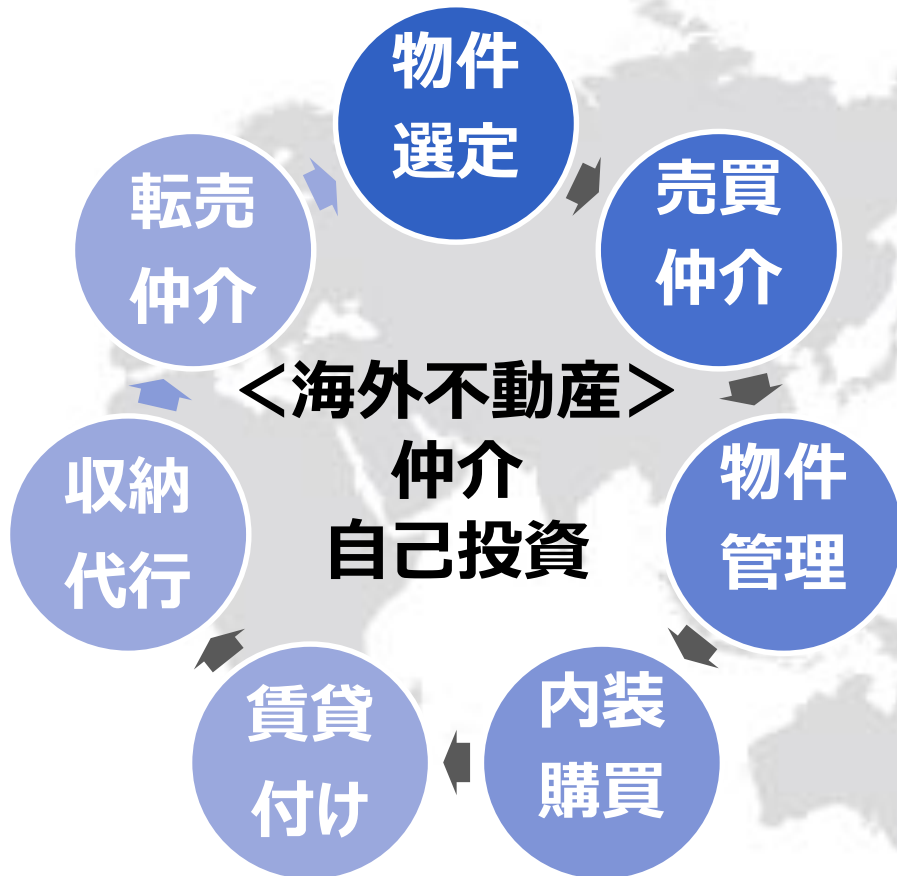 物件
選定
売買
仲介
物件
管理
内装
購買
賃貸
付け
収納
代行
転売
仲介
＜海外不動産＞
仲介
自己投資